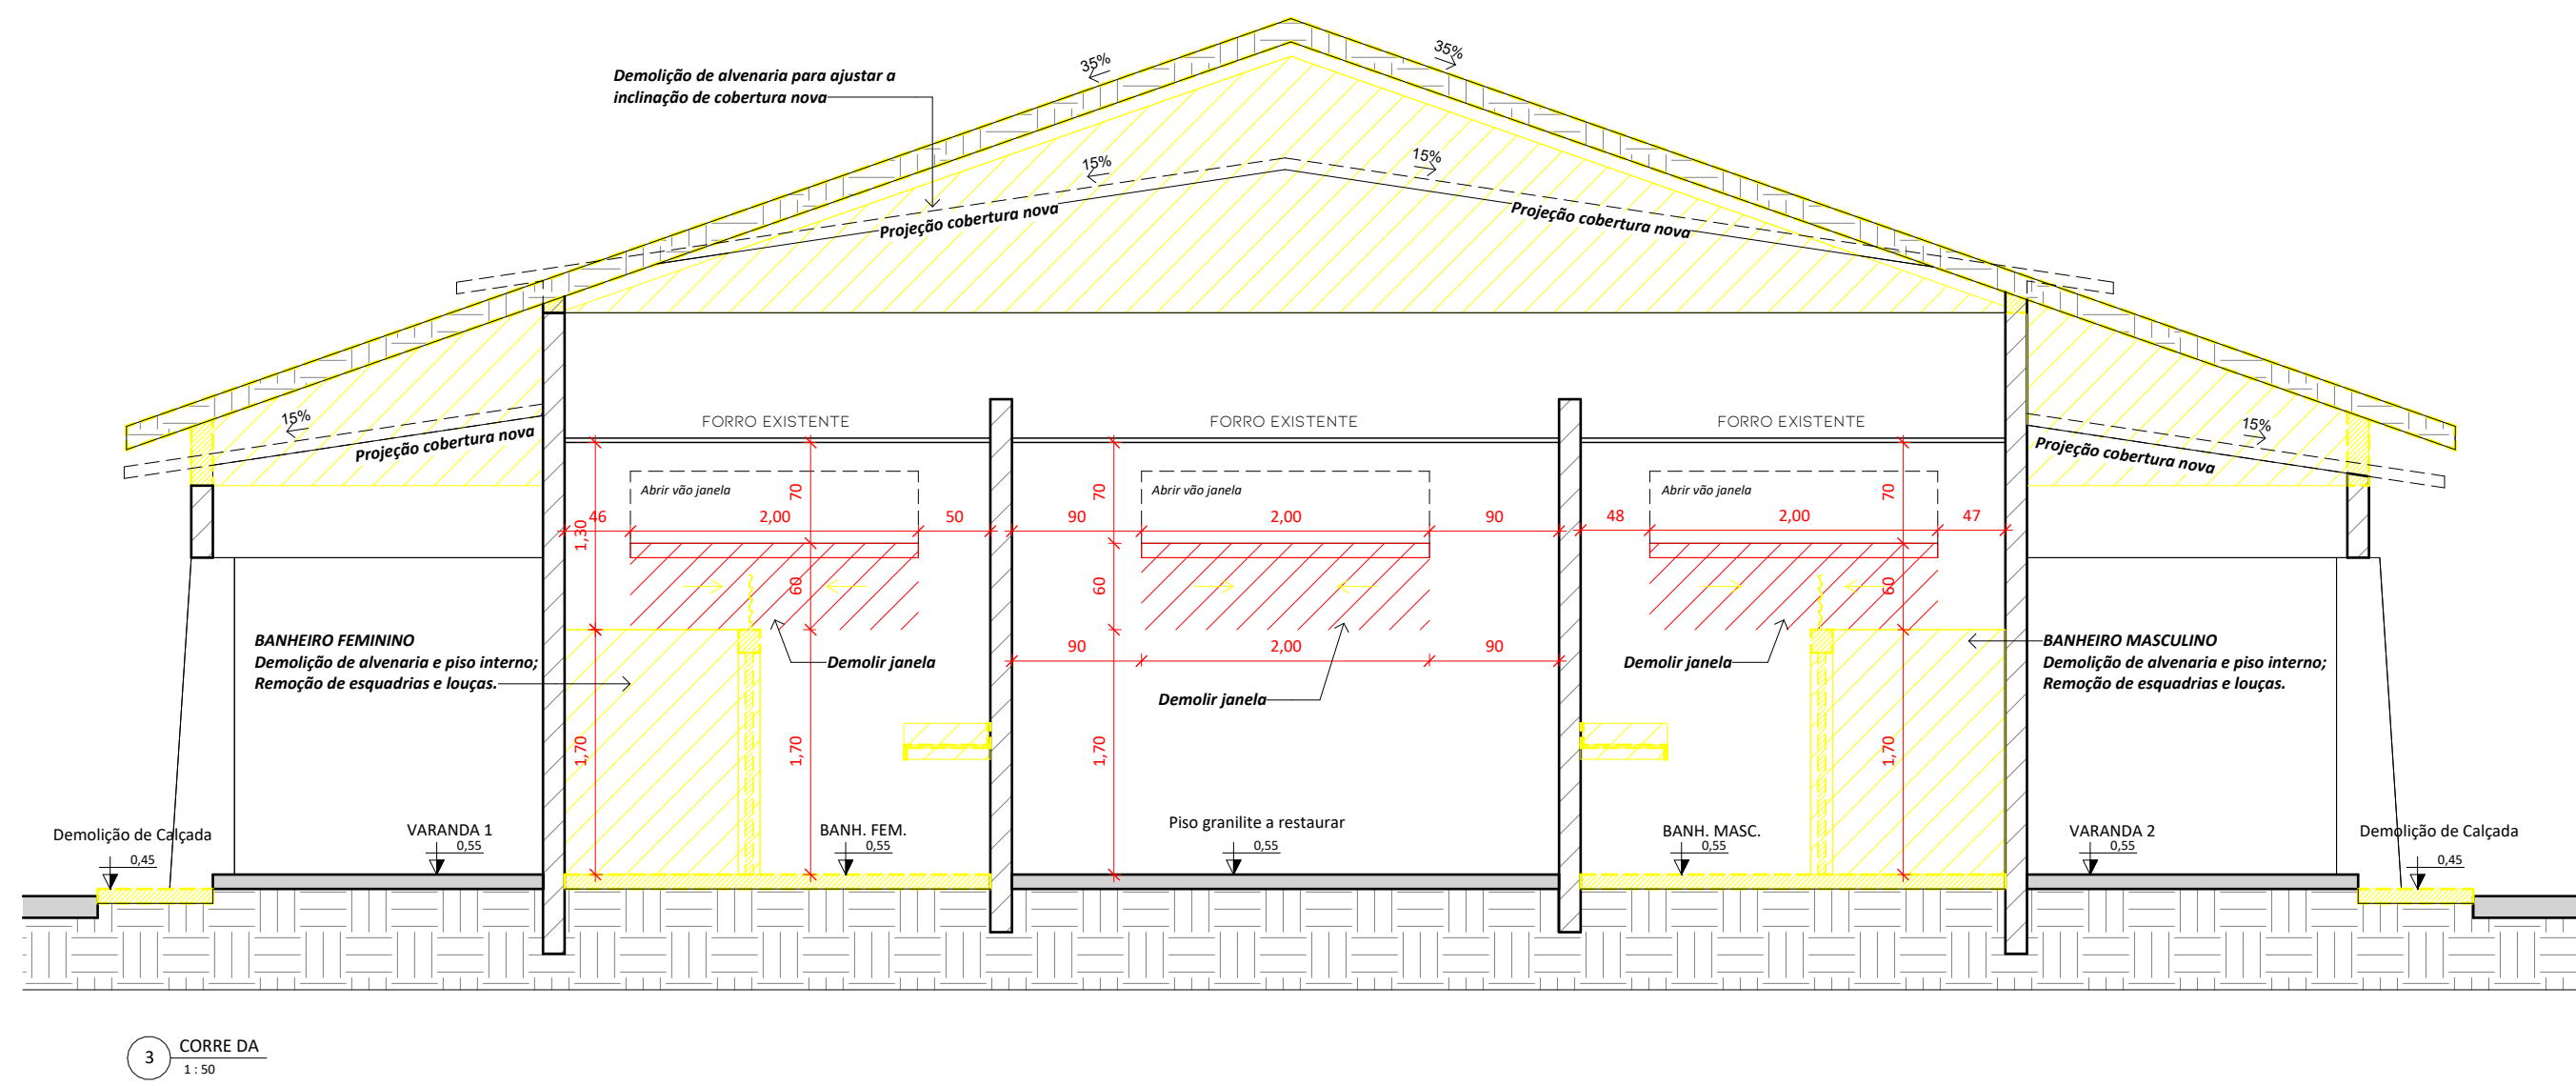 35%
35%
Demolição de alvenaria para ajustar a
inclinação de cobertura nova
15%
15%
Projeção cobertura nova
Projeção cobertura nova
15%
Projeção cobertura nova
FORRO EXISTENTE
FORRO EXISTENTE
FORRO EXISTENTE
15%
Projeção cobertura nova
Abrir vão janela
70
70
Abrir vão janela
Abrir vão janela
70
46
2,00
50
90
2,00
90
48
2,00
47
1,30
60
60
60
BANHEIRO FEMININO
Demolição de alvenaria e piso interno;
Remoção de esquadrias e louças.
Demolir janela
90
2,00
90
Demolir janela
Demolir janela
BANHEIRO MASCULINO
Demolição de alvenaria e piso interno;
Remoção de esquadrias e louças.
1,70
1,70
1,70
1,70
Demolição de Calçada
0,45
VARANDA 1
0,55
BANH. FEM.
0,55
Piso granilite a restaurar
0,55
BANH. MASC.
0,55
VARANDA 2
0,55
Demolição de Calçada
0,45
3
CORRE DA
1 : 50